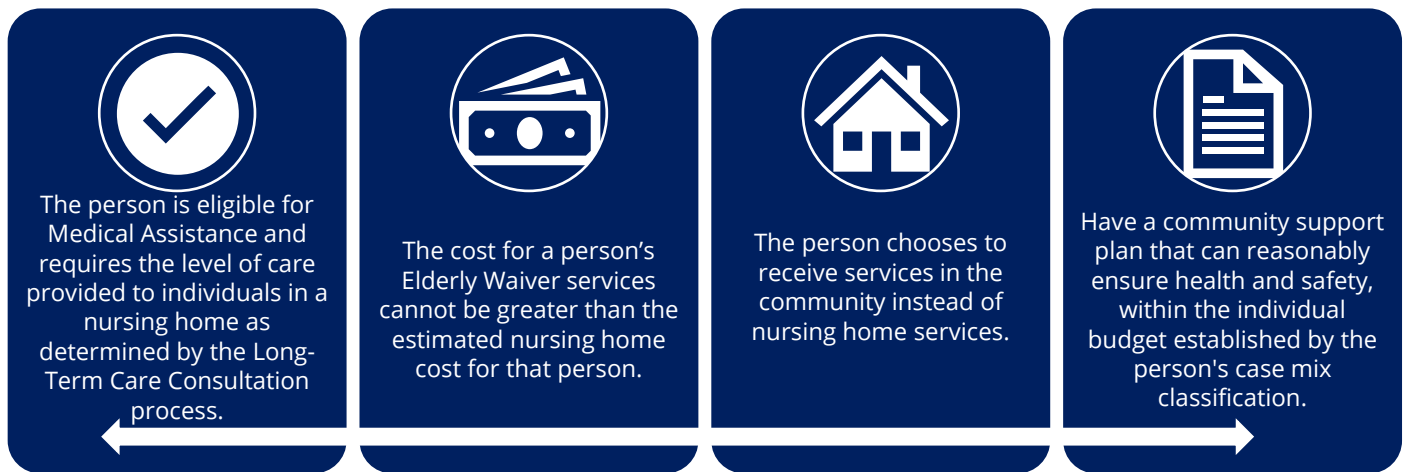 The person is eligible for
Medical Assistance and
requires the level of care
provided to individuals in a
nursing home as
determined by the Long-
Term Care Consultation
process.
The cost for a person’s
Elderly Waiver services
cannot be greater than the
estimated nursing home
cost for that person.
The person chooses to
receive services in the
community instead of
nursing home services.
Have a community support
plan that can reasonably
ensure health and safety,
within the individual
budget established by the
person's case mix
classification.